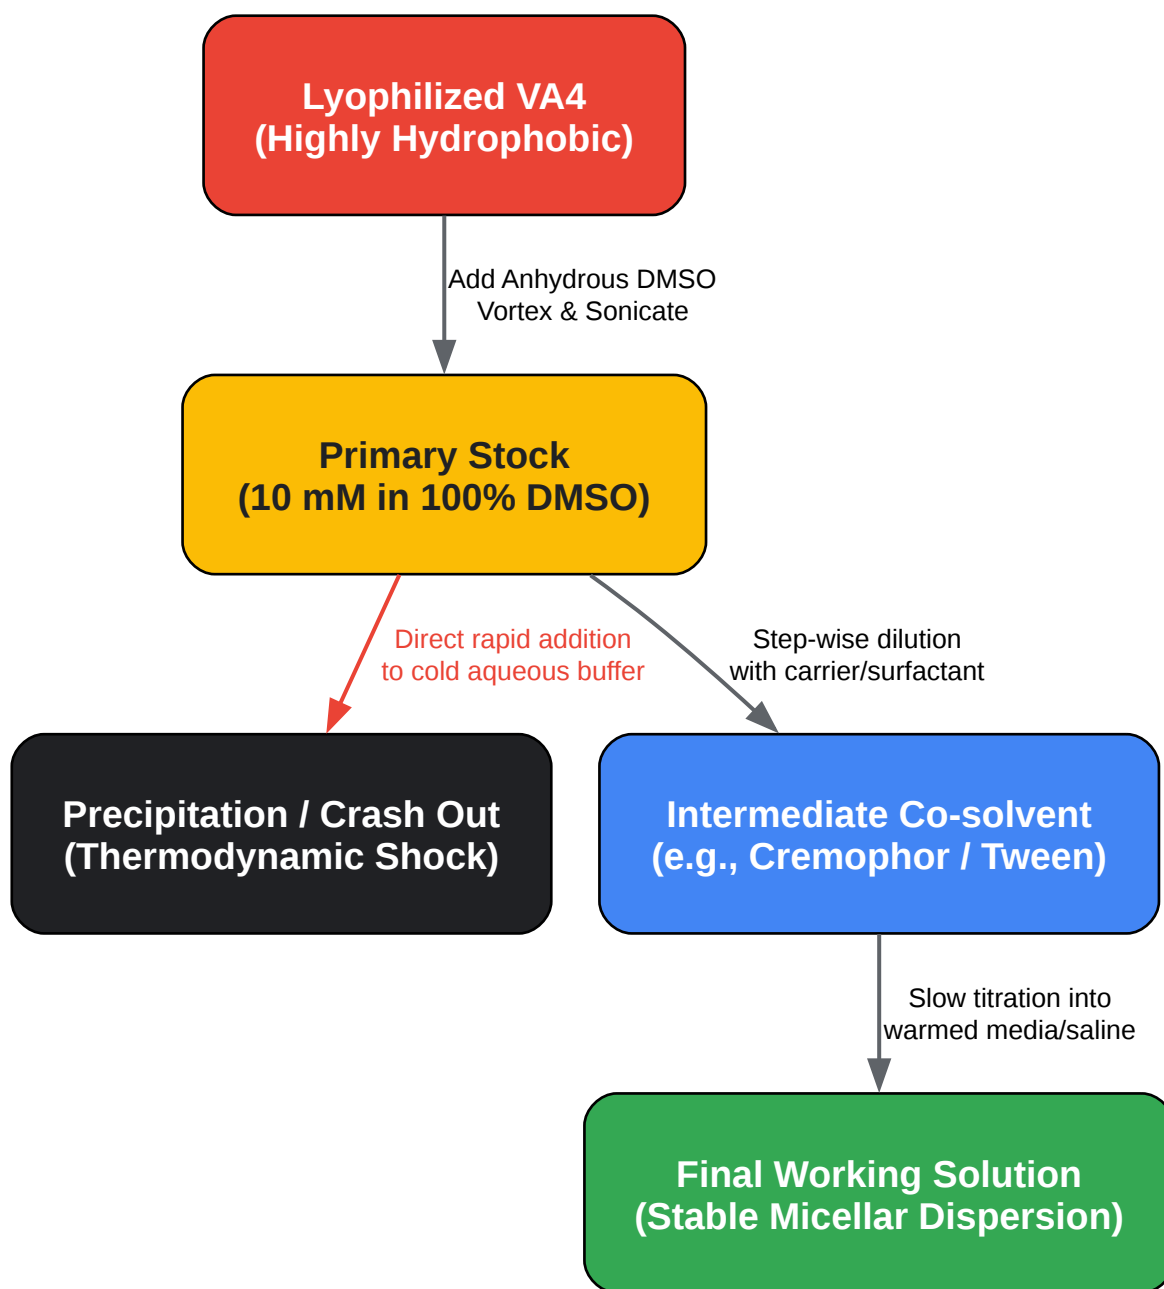 Lyophilized VA4
(Highly Hydrophobic)
Add Anhydrous DMSO
Vortex & Sonicate
Primary Stock
(10 mM in 100% DMSO)
Direct rapid addition
to cold aqueous buffer
Step-wise dilution
with carrier/surfactant
Precipitation / Crash Out
(Thermodynamic Shock)
Intermediate Co-solvent
(e.g., Cremophor / Tween)
Slow titration into
warmed media/saline
Final Working Solution
(Stable Micellar Dispersion)